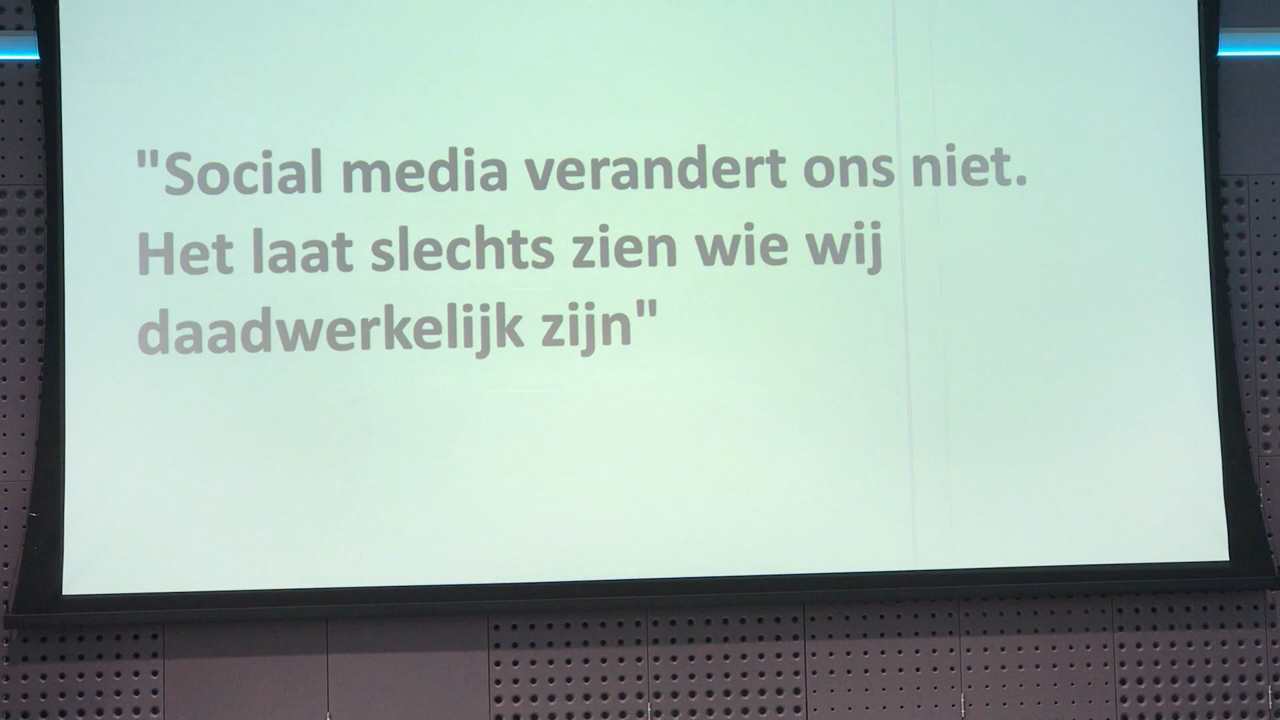 "Social media verandert ons niet.
Het laat slechts zien wie wij
daadwerkelijk zijn"